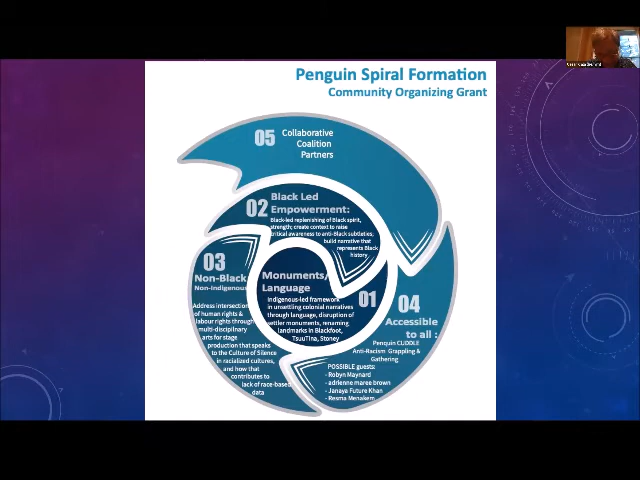 Penguin Spiral Formation
Community Organizing Grant
05
Collaborative
Coalition
Partners
02
Black Led
Empowerment:
Black-led replenishing of Black spirit,
strength; create context to raise
critical awareness to anti-Black subtleties,
build narrative that
represents Black
history
03
Non-Black
Non-Indigenous
Address intersection
of human rights &
labour rights through
multi-disciplinary
arts for stage
production that speaks
to the Culture of Silence
in racialized cultures,
and how that
contributes to
lack of race-based
data
Monuments/
Language
01
Indigenous-led framework
in unsettling colonial narratives
through language, disruption of
settler monuments, renaming
landmarks in Blackfoot,
TsuuTina, Stoney
04
Accessible
to all :
Penquin CUDDLE
Anti-Racism Grappling &
Gathering
POSSIBLE guests:
- Robyn Maynard
- adrienne maree brown
- Janaya Future Khan
- Resma Menakem